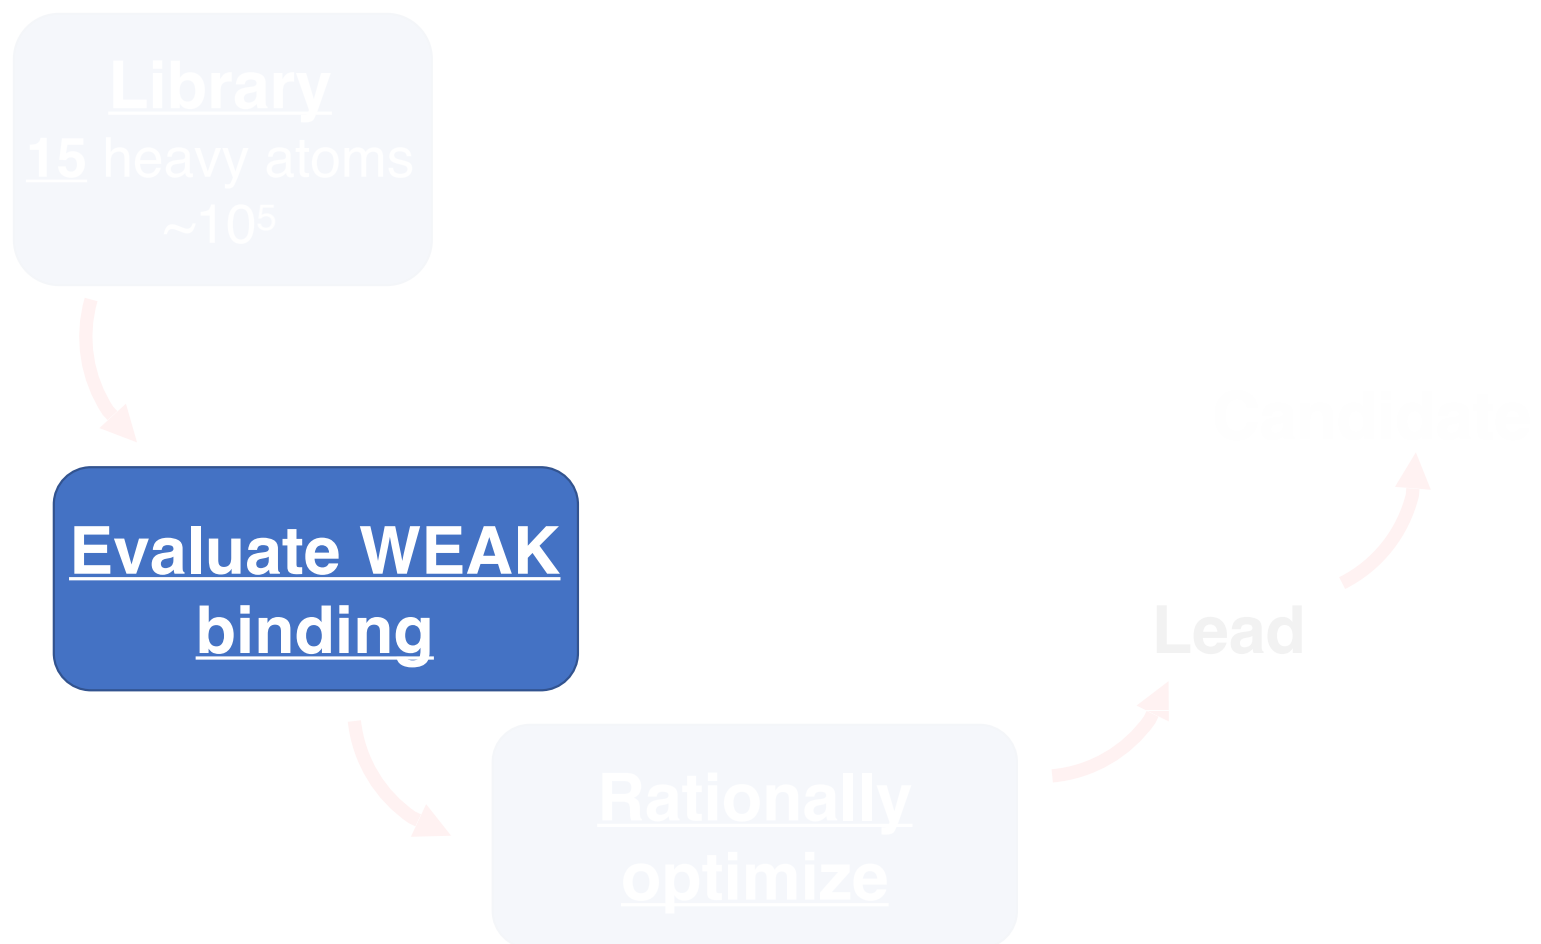 Library
15 heavy atoms
~10⁵
Evaluate WEAK
binding
Rationally
optimize
Lead
Candidate